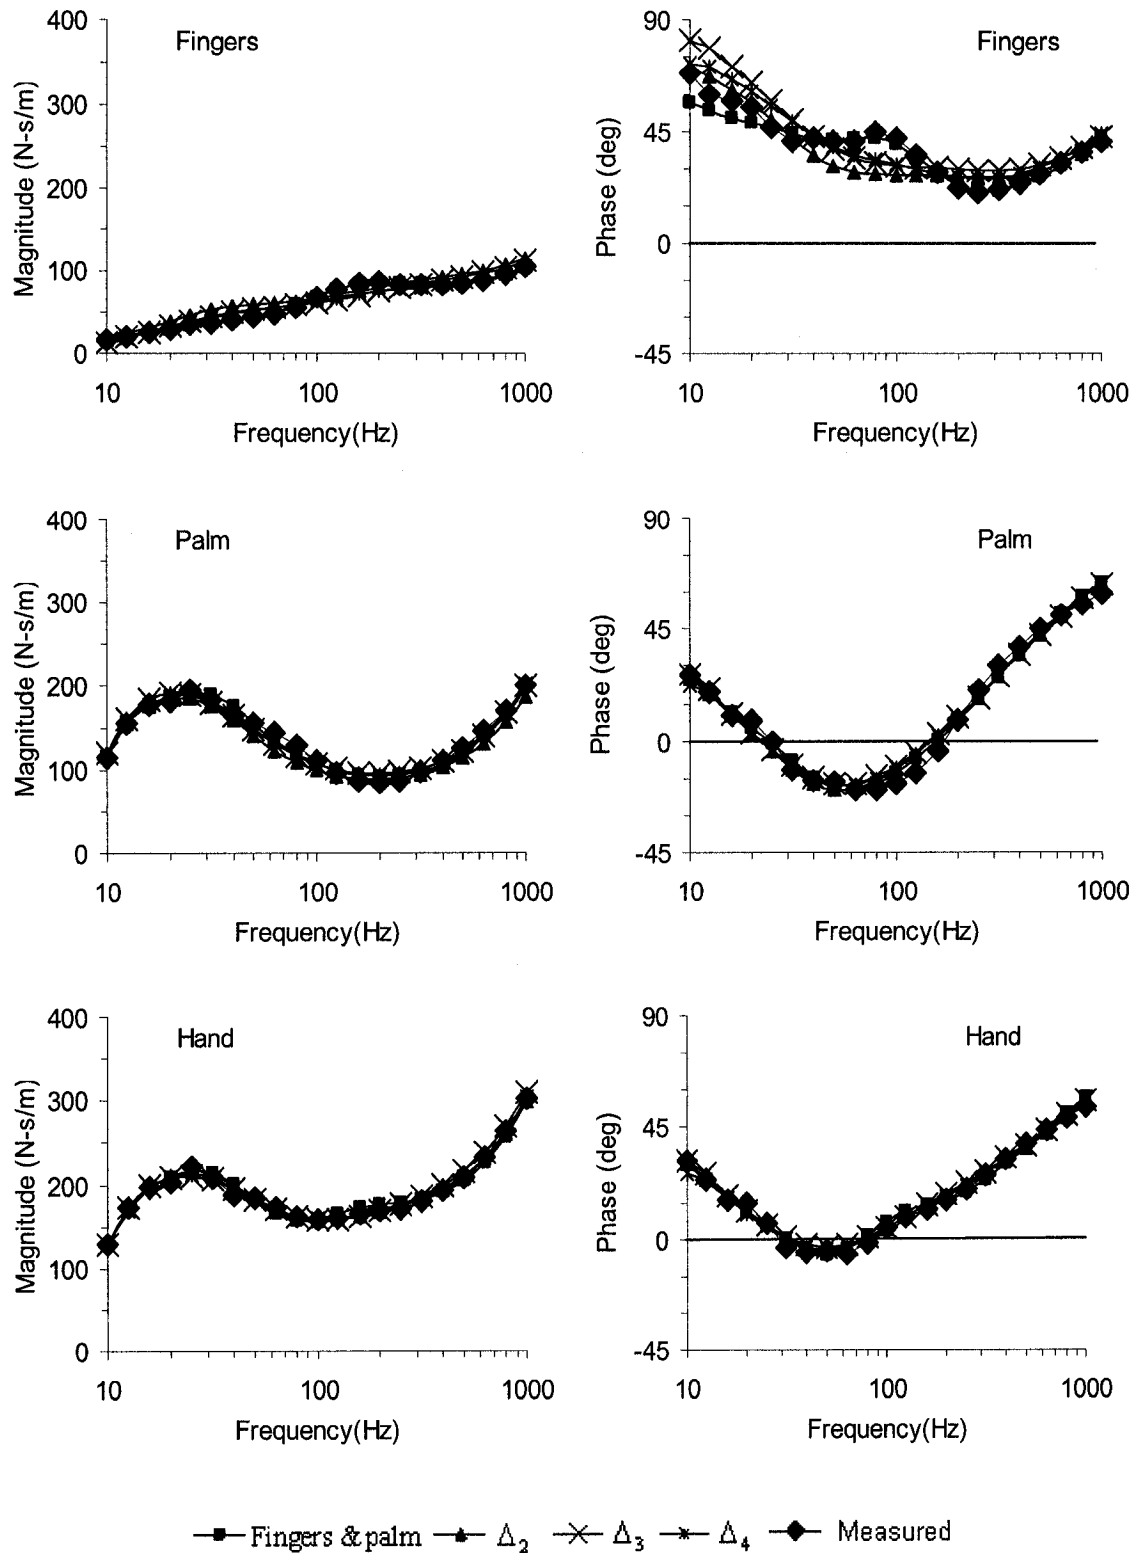 Fingers
Magnitude (N-s/m)
400
300
200
100
0
10 100 1000
Frequency(Hz)
Fingers
Phase (deg)
90
45
0
-45
10 100 1000
Frequency(Hz)
Palm
Magnitude (N-s/m)
400
300
200
100
0
10 100 1000
Frequency(Hz)
Palm
Phase (deg)
90
45
0
-45
10 100 1000
Frequency(Hz)
Hand
Magnitude (N-s/m)
400
300
200
100
0
10 100 1000
Frequency(Hz)
Hand
Phase (deg)
90
45
0
-45
10 100 1000
Frequency(Hz)
Fingers & palm Δ₂ Δ₃ Δ₄ Measured